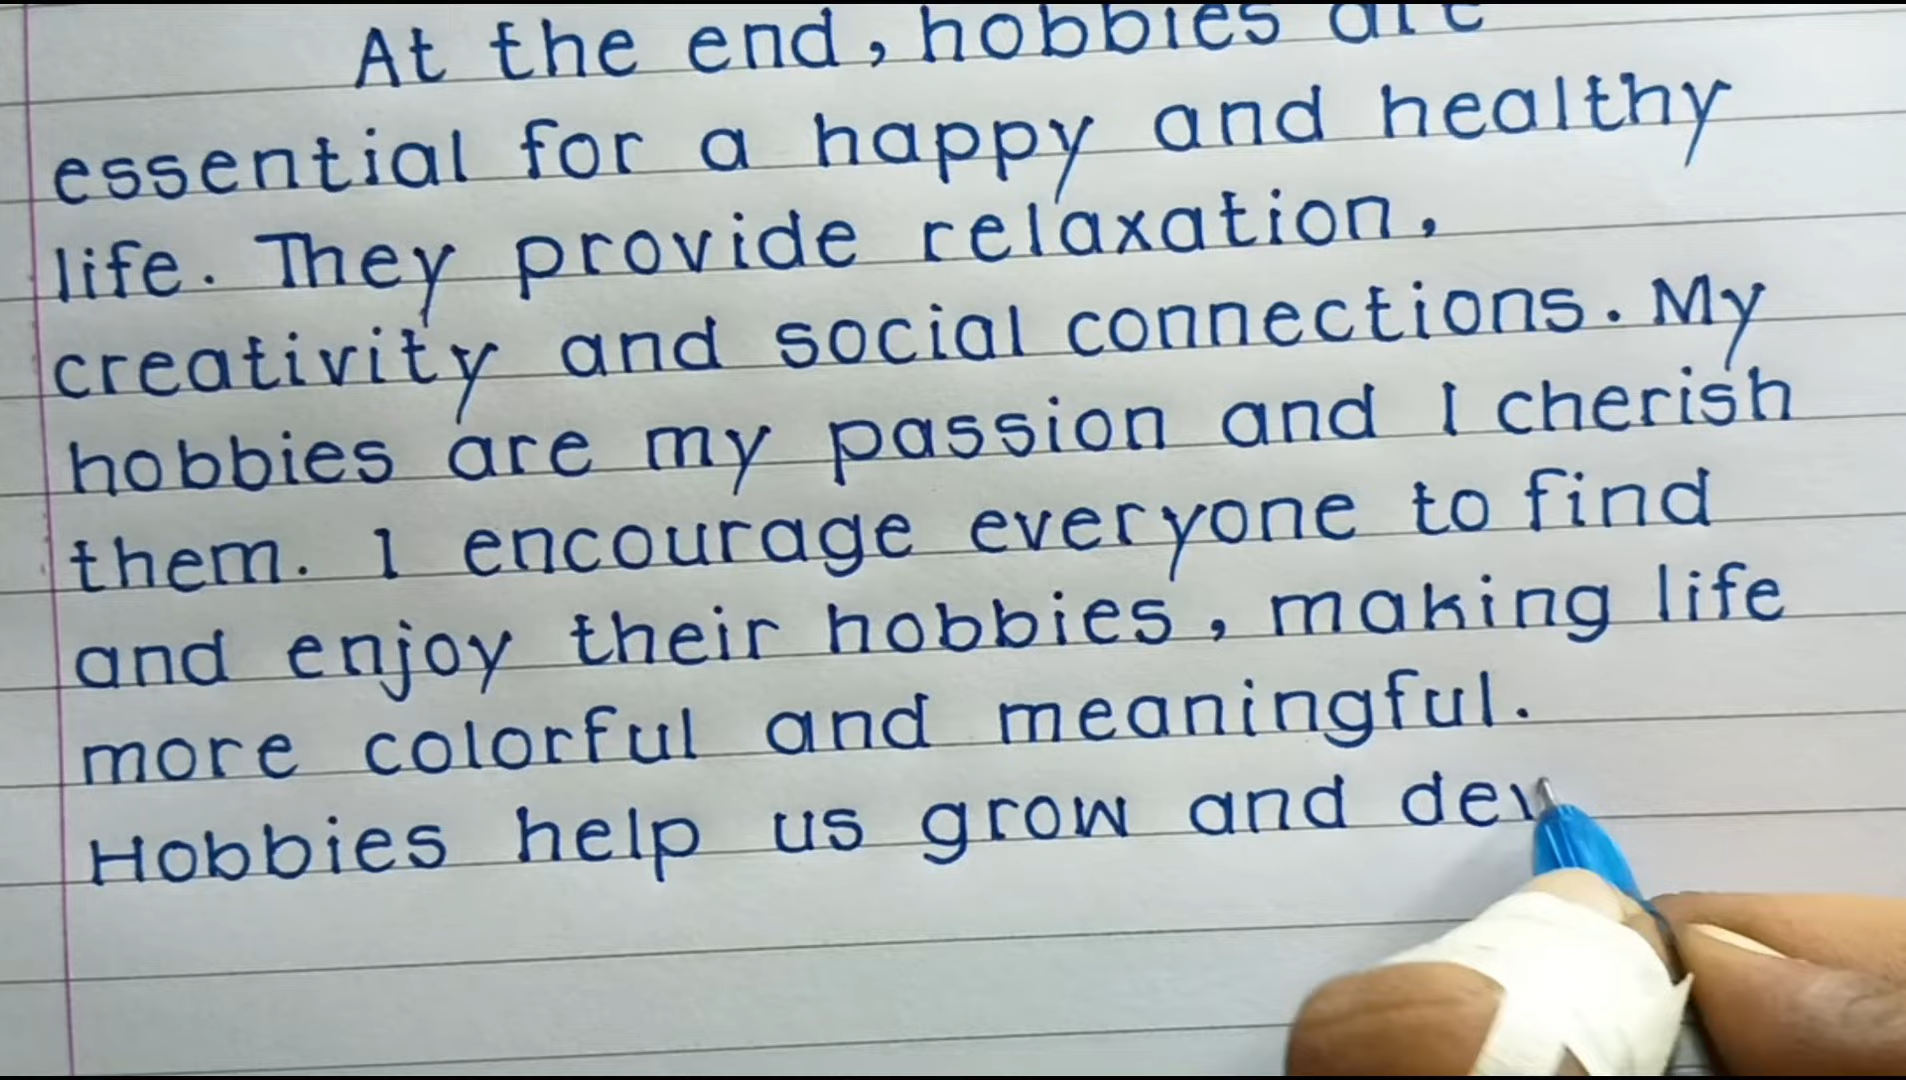 At the end, hobbies are
essential for a happy and healthy
life. They provide relaxation,
creativity and social connections. My
hobbies are my passion and I cherish
them. I encourage everyone to find
and enjoy their hobbies, making life
more colorful and meaningful.
Hobbies help us grow and dev